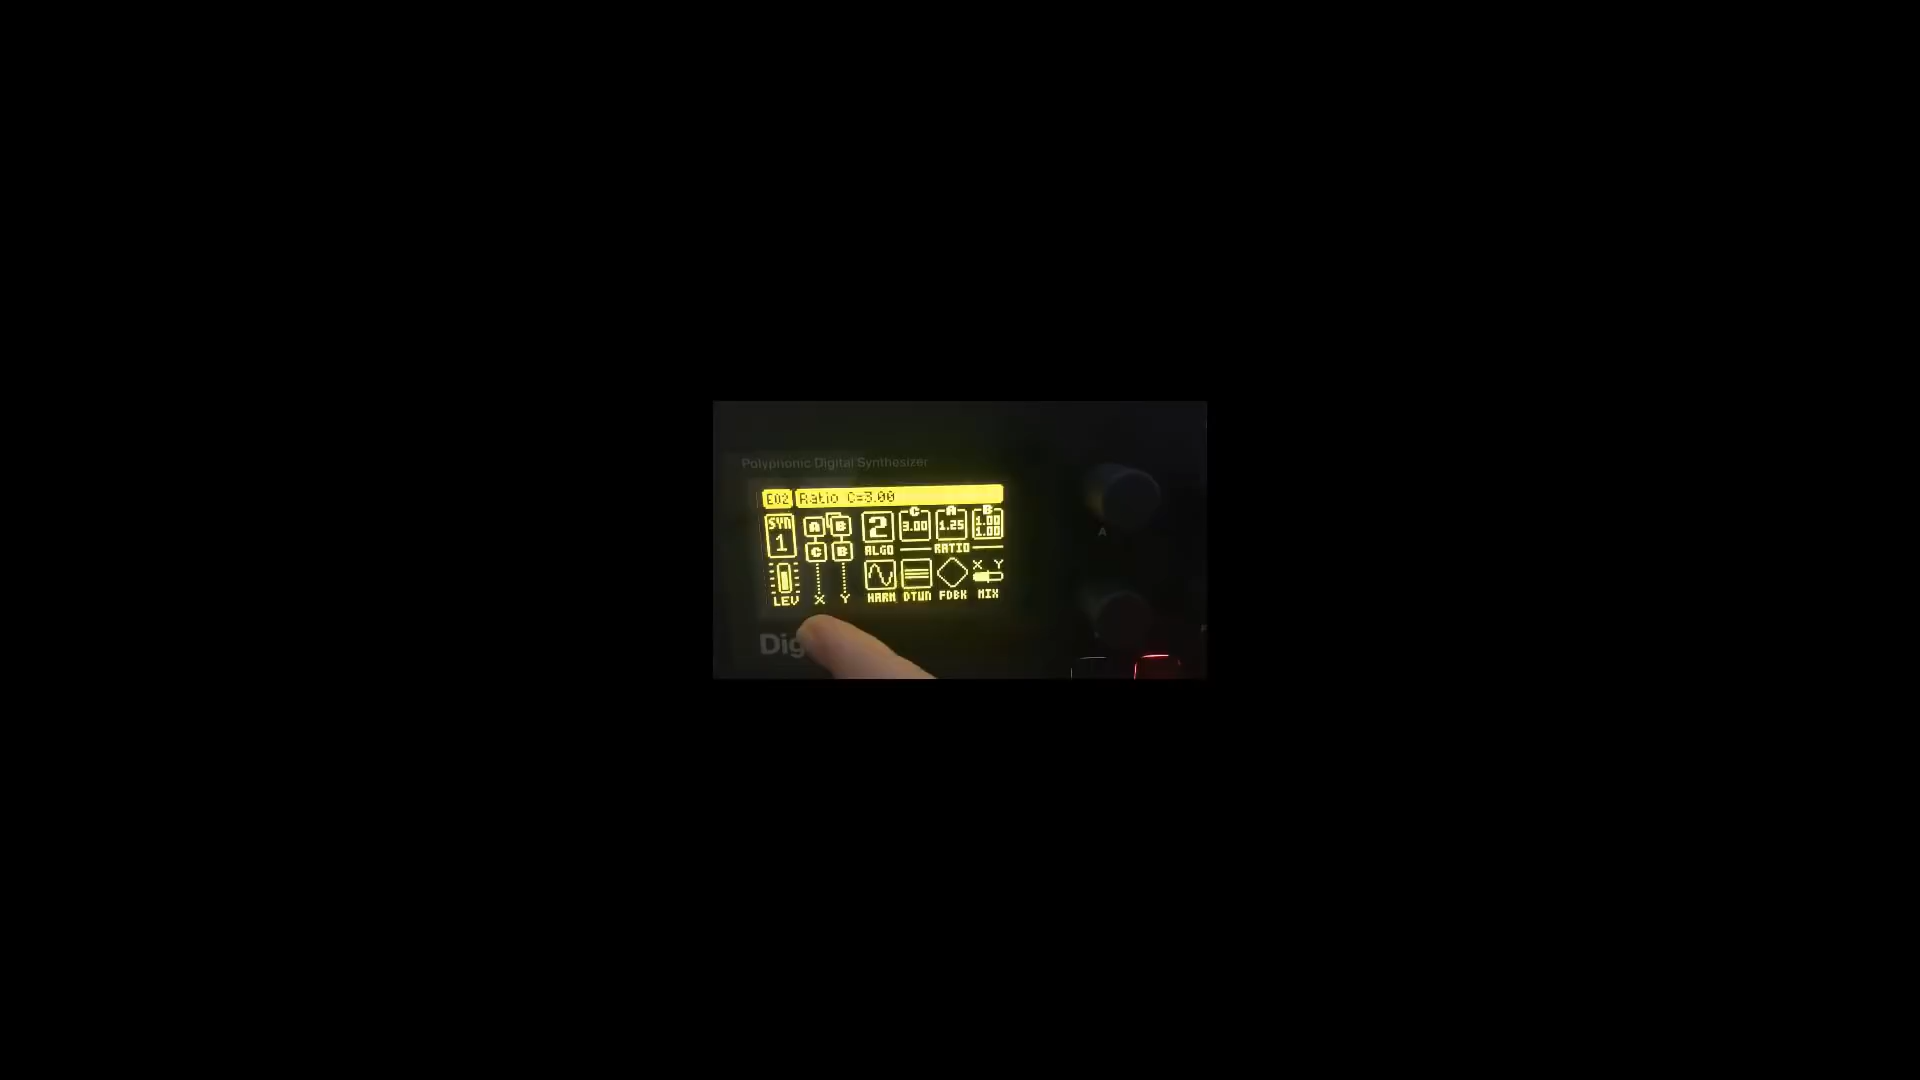 Polyphonic Digital Synthesizer
E02 Ratio C=3.00
SYN A B 2 C 3.00 A 1.25 B 1.00 1.00
1 C B ALGO RATIO
X Y
LEV X Y HARM DTUN FDBK MIX
Dig
A